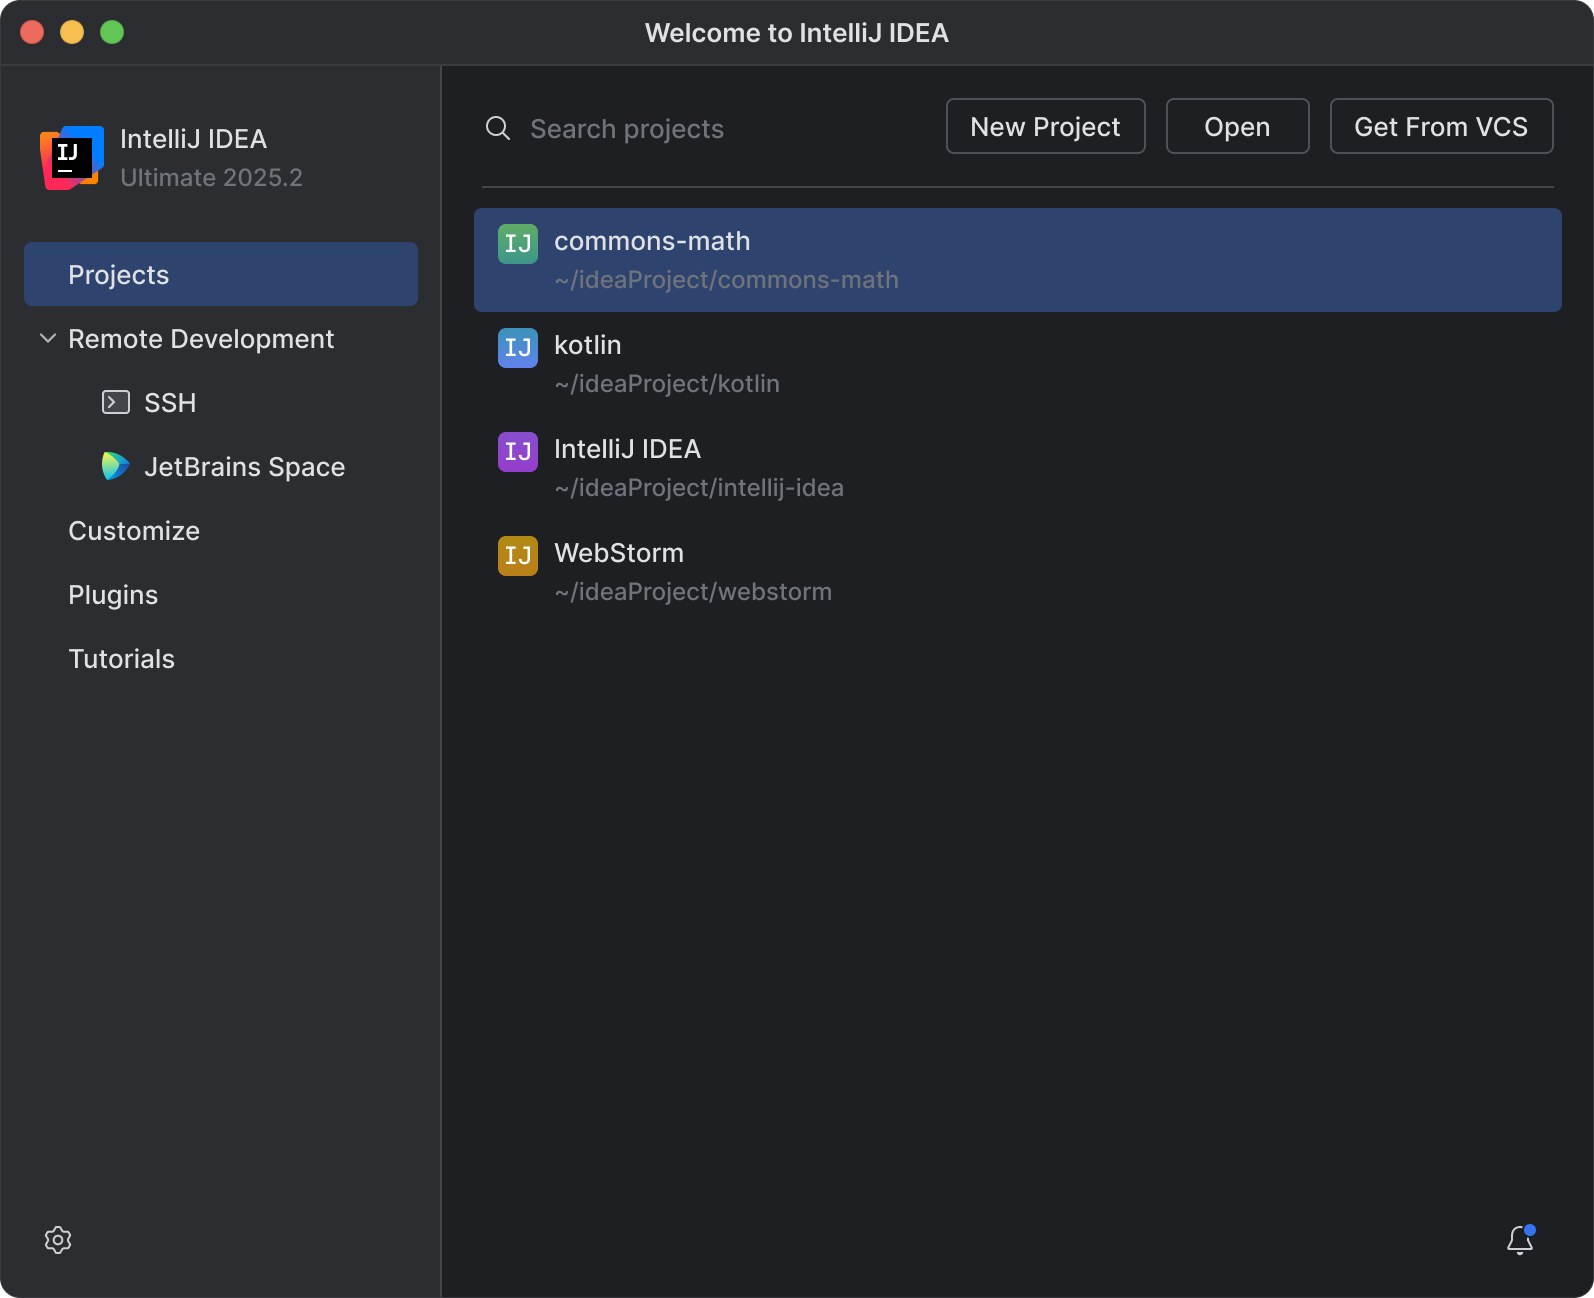 Welcome to IntelliJ IDEA
IJ
IntelliJ IDEA
Ultimate 2025.2
Projects
Remote Development
SSH
JetBrains Space
Customize
Plugins
Tutorials
Search projects
New Project
Open
Get From VCS
IJ
commons-math
~/ideaProject/commons-math
IJ
kotlin
~/ideaProject/kotlin
IJ
IntelliJ IDEA
~/ideaProject/intellij-idea
IJ
WebStorm
~/ideaProject/webstorm